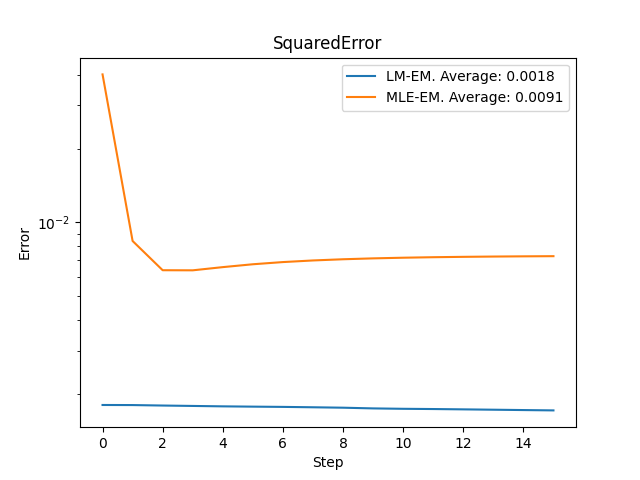 SquaredError
LM-EM. Average: 0.0018
MLE-EM. Average: 0.0091
10⁻²
Error
0 2 4 6 8 10 12 14
Step